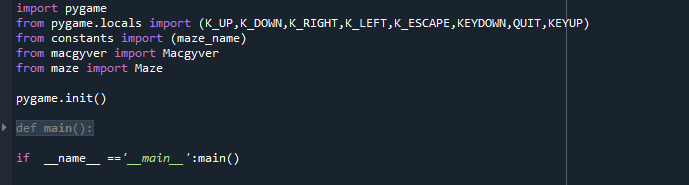 import pygame
from pygame.locals import (K_UP,K_DOWN,K_RIGHT,K_LEFT,K_ESCAPE,KEYDOWN,QUIT,KEYUP)
from constants import (maze_name)
from macgyver import Macgyver
from maze import Maze
pygame.init()
def main():
if  __name__ =='__main__':main()